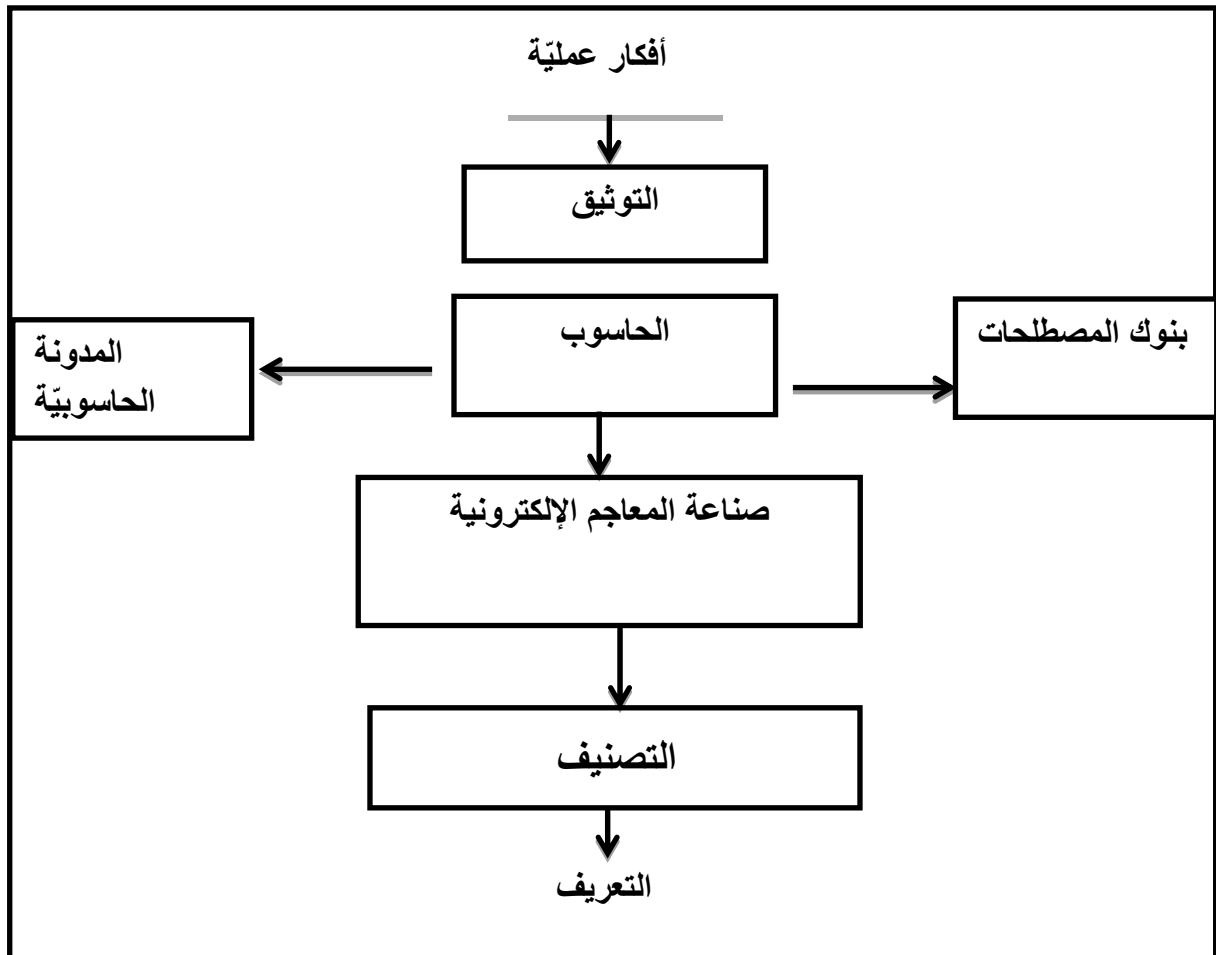 أفكار عمليّة
التوثيق
بنوك المصطلحات
الحاسوب
المدونة
الحاسوبيّة
صناعة المعاجم الإلكترونية
التصنيف
التعريف